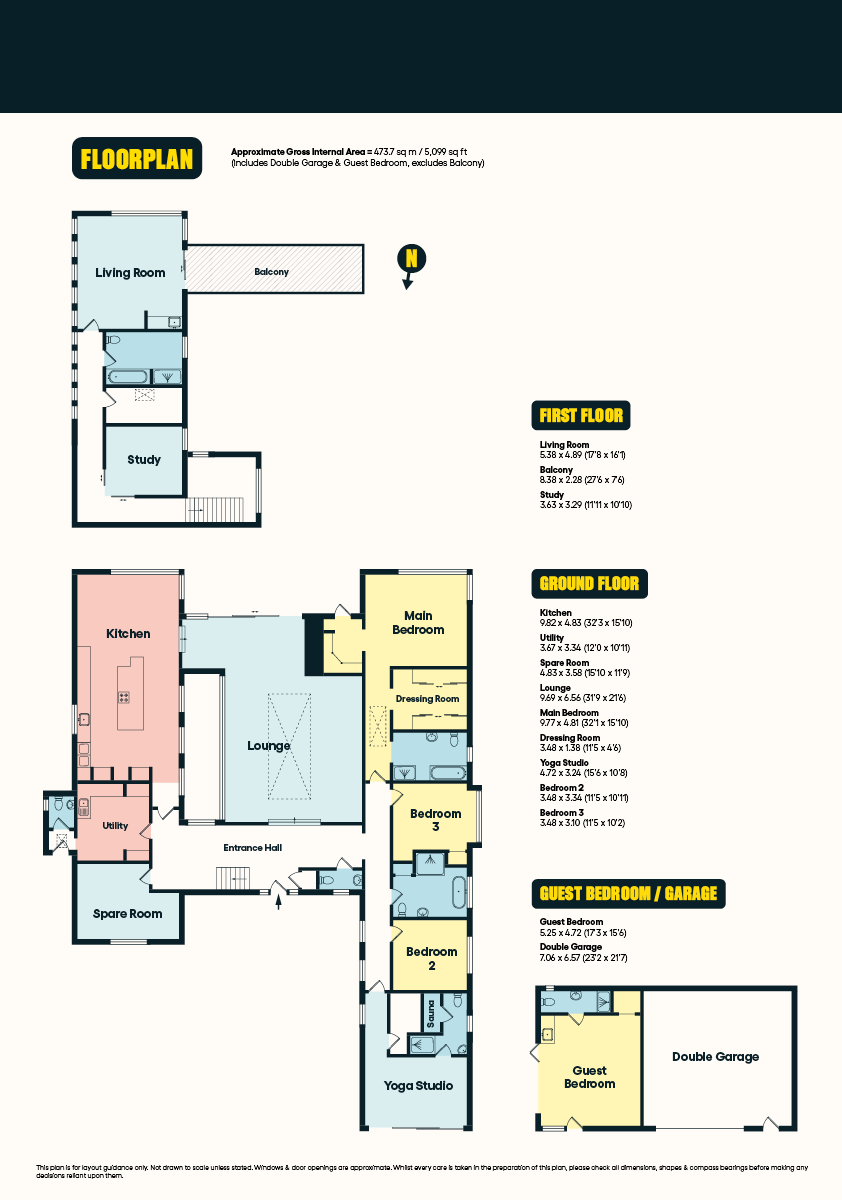 FLOORPLAN
Approximate Gross Internal Area = 473.7 sq m / 5,099 sq ft
(Includes Double Garage & Guest Bedroom, excludes Balcony)
Living Room
Balcony
N
Study
FIRST FLOOR
Living Room
5.38 x 4.89 (17'8 x 16'1)
Balcony
8.38 x 2.28 (27'6 x 7'6)
Study
3.63 x 3.29 (11'11 x 10'10)
Kitchen
Main
Bedroom
Dressing Room
Lounge
Bedroom
3
Utility
Entrance Hall
Spare Room
Bedroom
2
Sauna
Yoga Studio
GROUND FLOOR
Kitchen
9.82 x 4.83 (32'3 x 15'10)
Utility
3.67 x 3.34 (12'0 x 10'11)
Spare Room
4.83 x 3.58 (15'10 x 11'9)
Lounge
9.69 x 6.56 (31'9 x 21'6)
Main Bedroom
9.77 x 4.81 (32'1 x 15'10)
Dressing Room
3.48 x 1.38 (11'5 x 4'6)
Yoga Studio
4.72 x 3.24 (15'6 x 10'8)
Bedroom 2
3.48 x 3.34 (11'5 x 10'11)
Bedroom 3
3.48 x 3.10 (11'5 x 10'2)
GUEST BEDROOM / GARAGE
Guest Bedroom
5.25 x 4.72 (17'3 x 15'6)
Double Garage
7.06 x 6.57 (23'2 x 21'7)
Guest
Bedroom
Double Garage
This plan is for layout guidance only. Not drawn to scale unless stated. Windows & door openings are approximate. Whilst every care is taken in the preparation of this plan, please check all dimensions, shapes & compass bearings before making any
decisions reliant upon them.